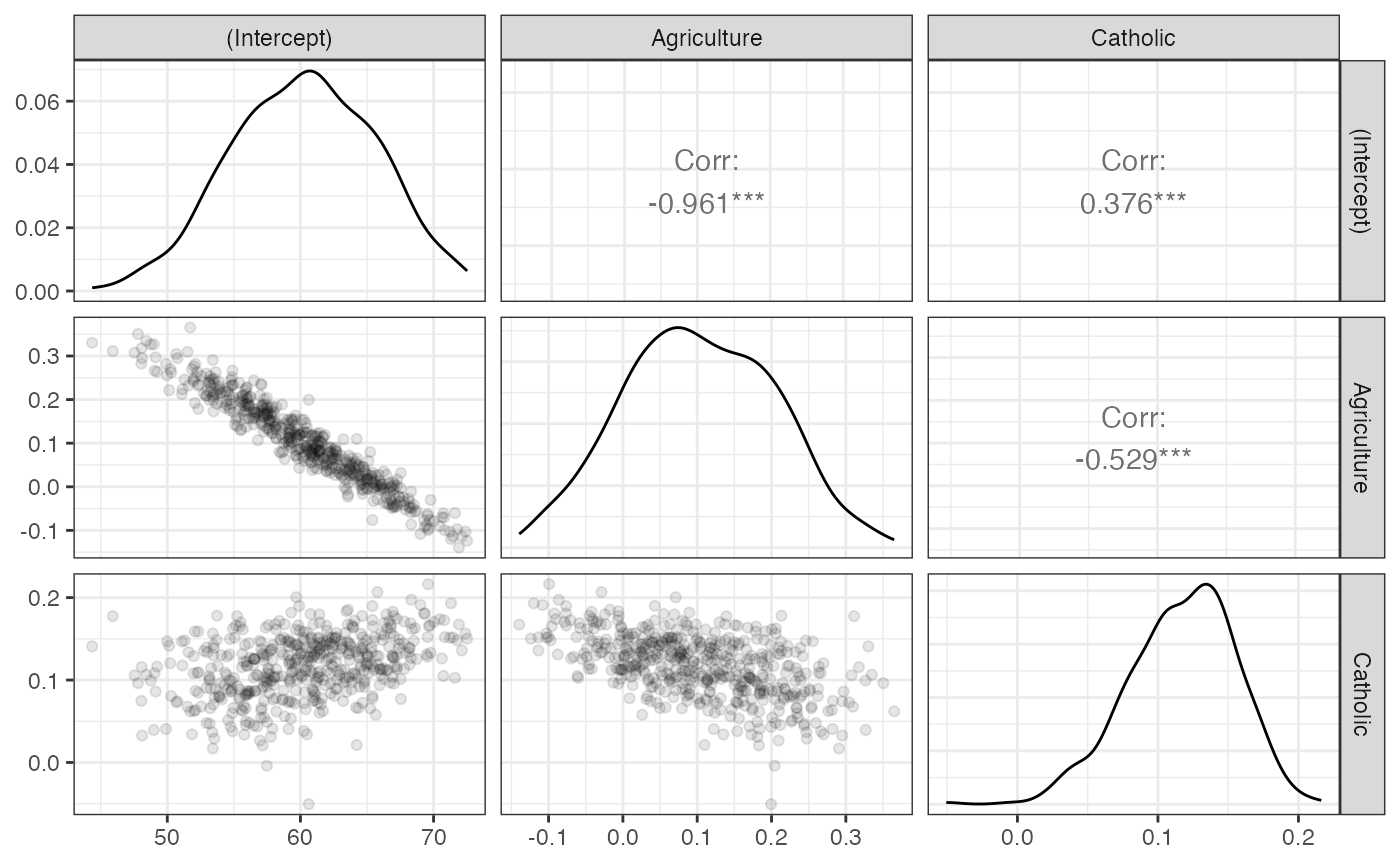 (Intercept)
Agriculture
Catholic
0.06
0.04
0.02
0.00
Corr:
-0.961***
Corr:
0.376***
(Intercept)
0.3
0.2
0.1
0.0
-0.1
Corr:
-0.529***
Agriculture
0.2
0.1
0.0
Catholic
50 60 70
-0.1 0.0 0.1 0.2 0.3
0.0 0.1 0.2